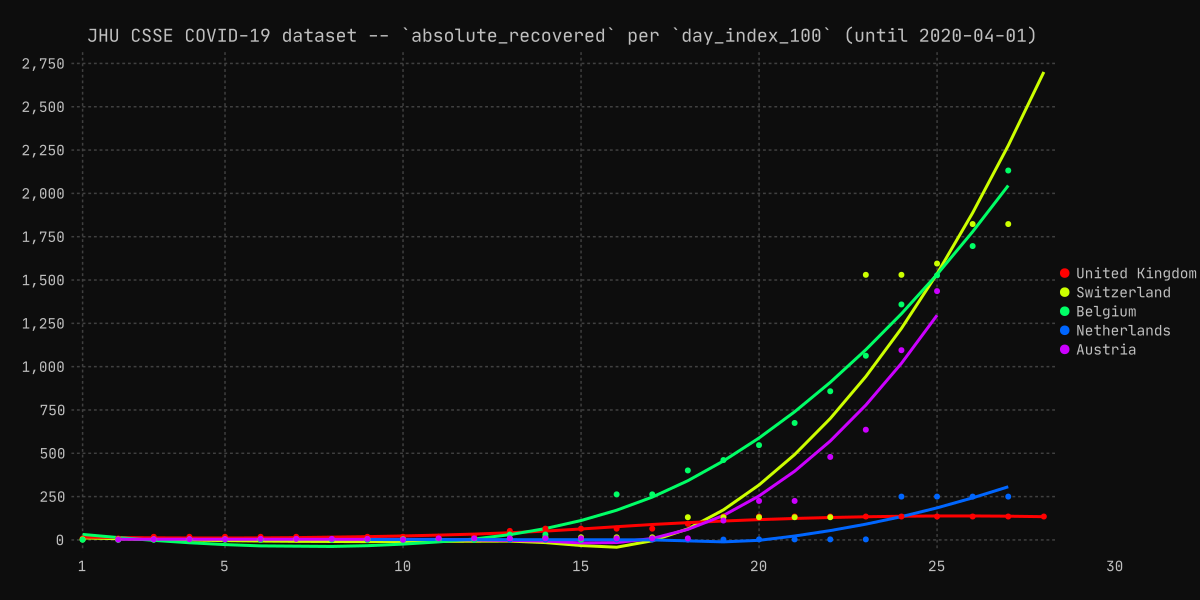 JHU CSSE COVID-19 dataset -- `absolute_recovered` per `day_index_100` (until 2020-04-01)
2,750
2,500
2,250
2,000
1,750
1,500
1,250
1,000
750
500
250
0
1 5 10 15 20 25 30
United Kingdom
Switzerland
Belgium
Netherlands
Austria